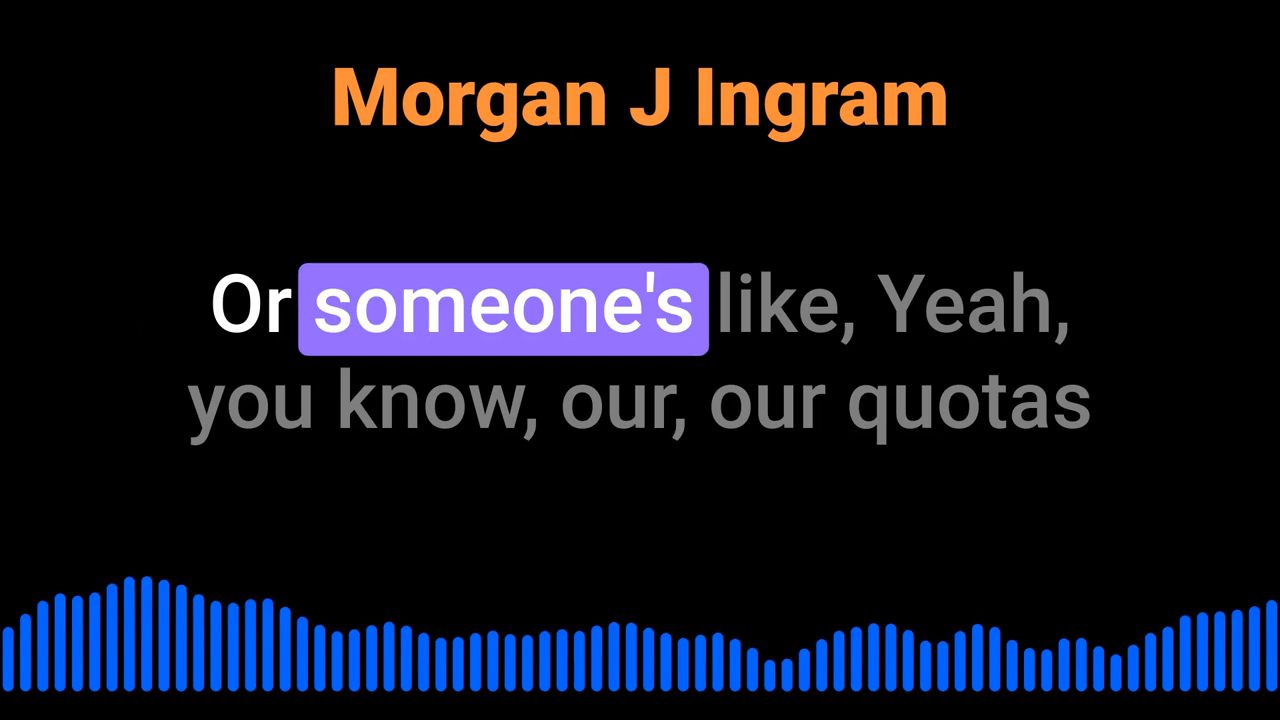 Morgan J Ingram
Or someone's like, Yeah,
you know, our, our quotas